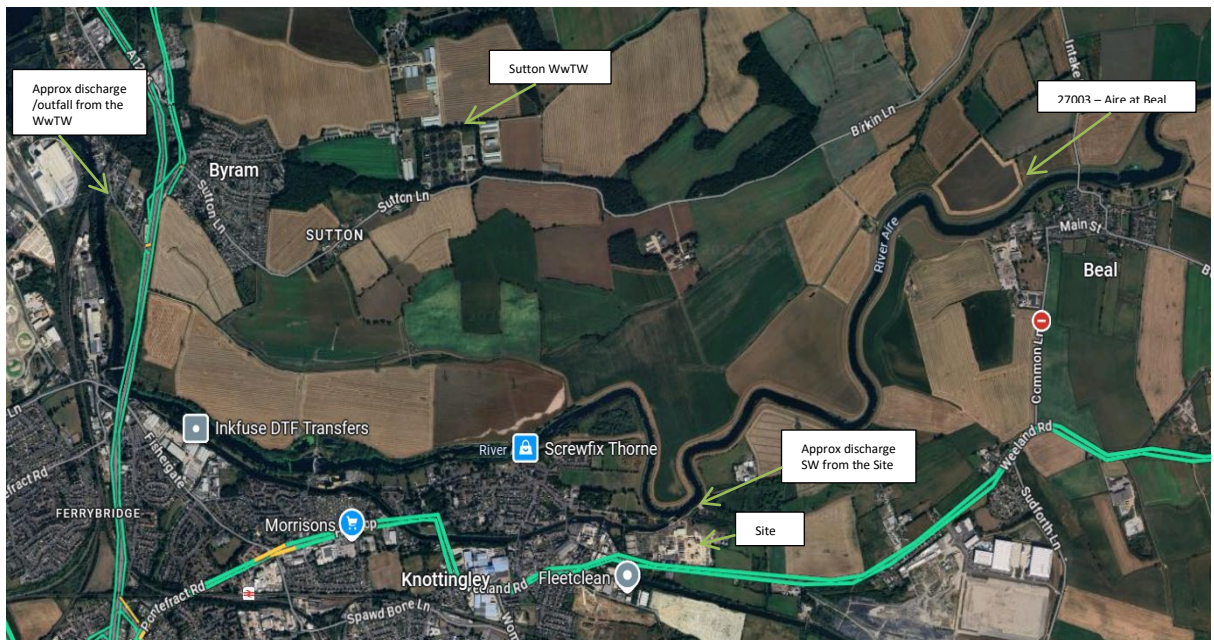 Approx discharge
/outfall from the
WwTW
Sutton WwTW
27003 – Aire at Beal
Intake
Birkin Ln
Byram
Sutton Ln
Sutton Ln
SUTTON
River Aire
Main St
Beal
Common Ln
Inkfuse DTF Transfers
River
Screwfix Thorne
Approx discharge
SW from the Site
Weeland Rd
Fishergate
FERRYBRIDGE
Morrisons
Site
Sudforth Ln
Knottingley
Fleetclean
Pontefract Rd
Spawd Bone Ln